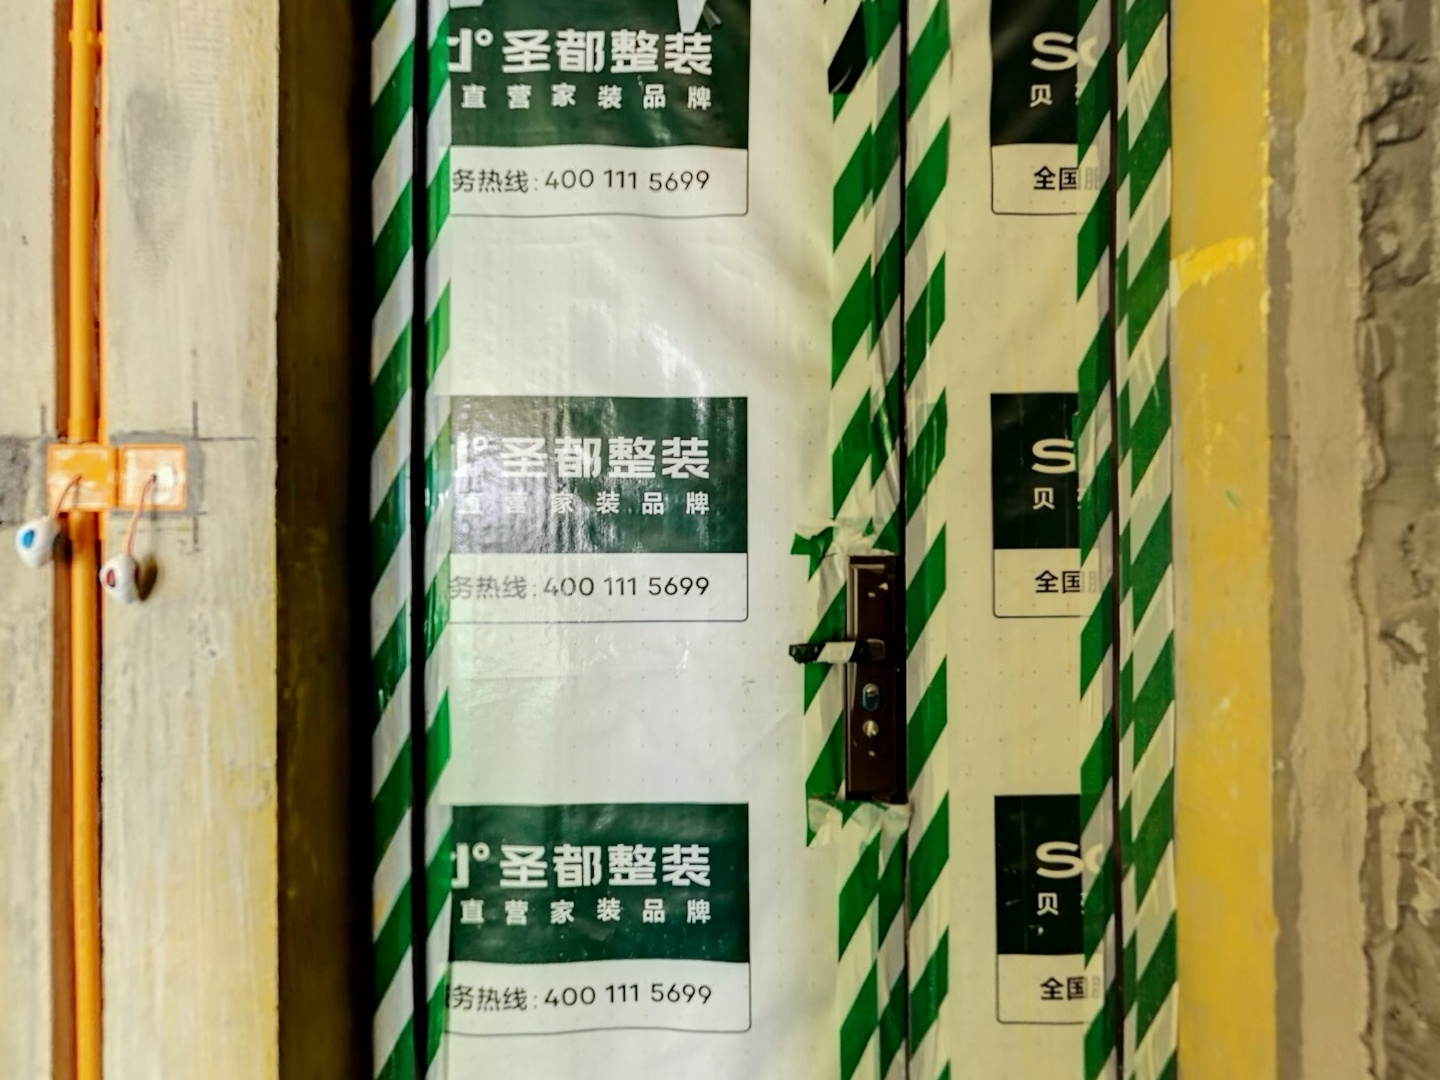 圣都整装
直营家装品牌
务热线:400 111 5699
S
贝
全国
圣都整装
直营家装品牌
务热线:400 111 5699
S
贝
全国
圣都整装
直营家装品牌
务热线:400 111 5699
S
贝
全国